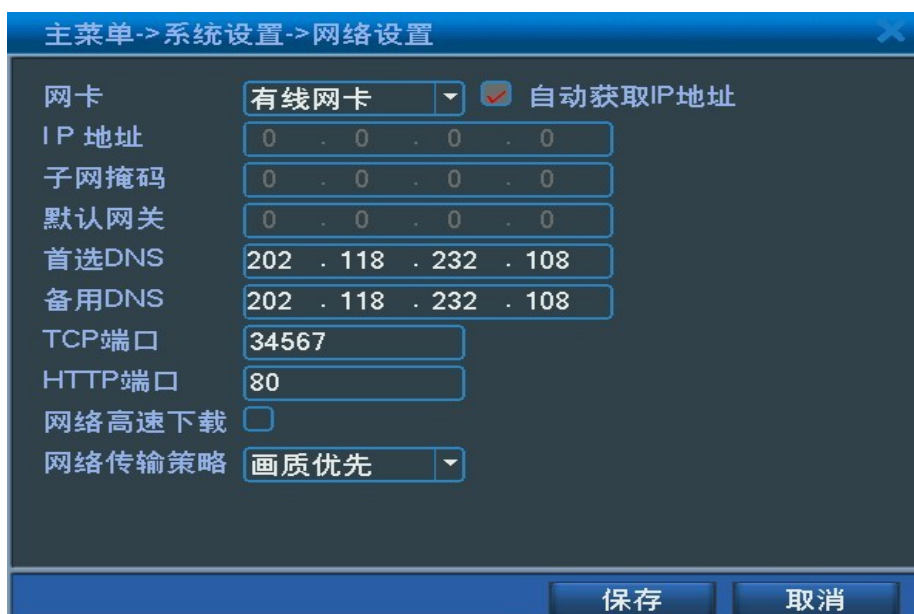 主菜单->系统设置->网络设置
网卡 有线网卡 自动获取IP地址
IP 地址 0 . 0 . 0 . 0
子网掩码 0 . 0 . 0 . 0
默认网关 0 . 0 . 0 . 0
首选DNS 202 . 118 . 232 . 108
备用DNS 202 . 118 . 232 . 108
TCP端口 34567
HTTP端口 80
网络高速下载
网络传输策略 画质优先
保存 取消